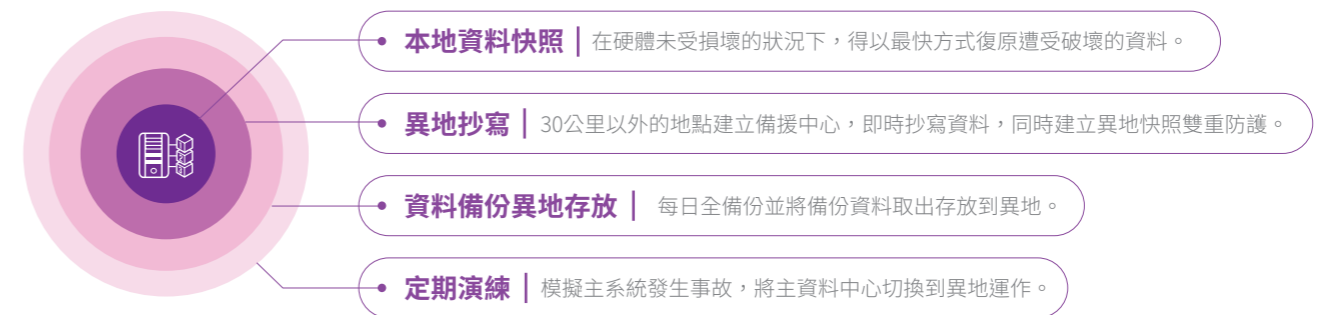 本地資料快照｜在硬體未受損壞的狀況下，得以最快方式復原遭受破壞的資料。
異地抄寫｜30公里以外的地點建立備援中心，即時抄寫資料，同時建立異地快照雙重防護。
資料備份異地存放｜每日全備份並將備份資料取出存放到異地。
定期演練｜模擬主系統發生事故，將主資料中心切換到異地運作。